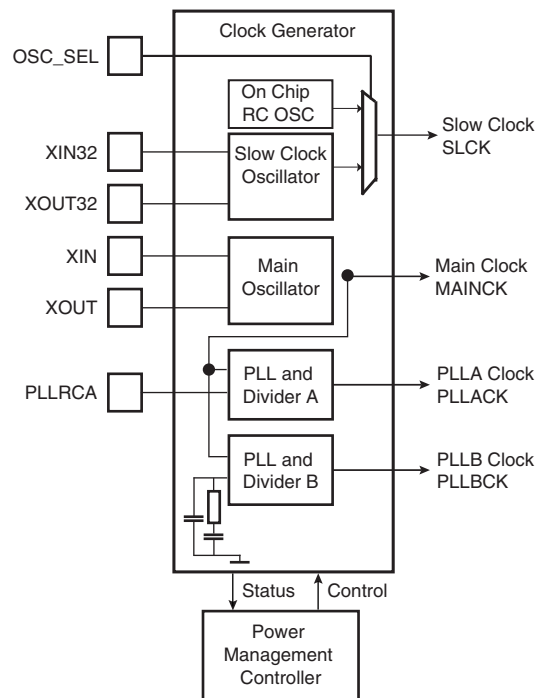 Clock Generator
OSC_SEL
On Chip
RC OSC
Slow Clock
SLCK
XIN32
Slow Clock
Oscillator
XOUT32
XIN
Main
Oscillator
Main Clock
MAINCK
XOUT
PLLRCA
PLL and
Divider A
PLLA Clock
PLLACK
PLL and
Divider B
PLLB Clock
PLLBCK
Status
Control
Power
Management
Controller